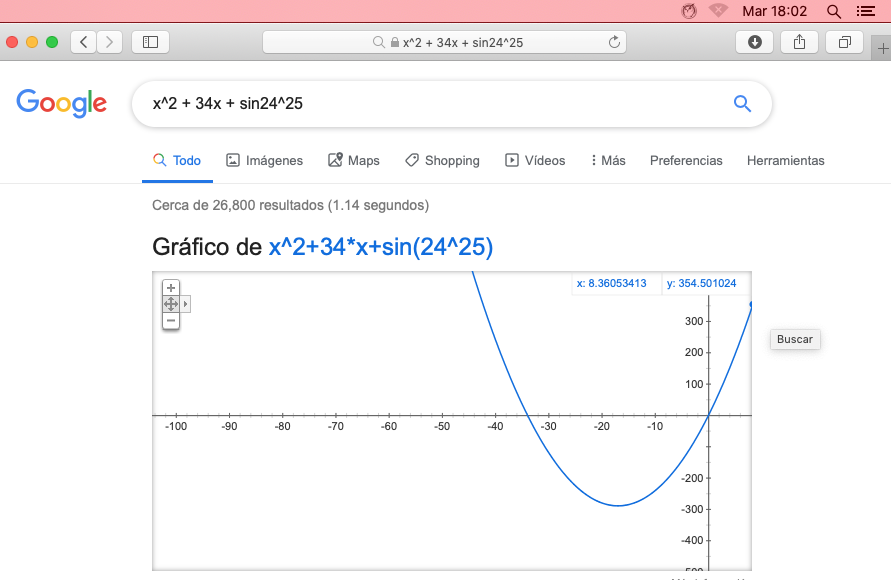 Mar 18:02
x^2 + 34x + sin24^25
Google
x^2 + 34x + sin24^25
Todo Imágenes Maps Shopping Vídeos Más Preferencias Herramientas
Cerca de 26,800 resultados (1.14 segundos)
Gráfico de x^2+34*x+sin(24^25)
x: 8.36053413 y: 354.501024
300
Buscar
200
100
-100 -90 -80 -70 -60 -50 -40 -30 -20 -10
-200
-300
-400
-500